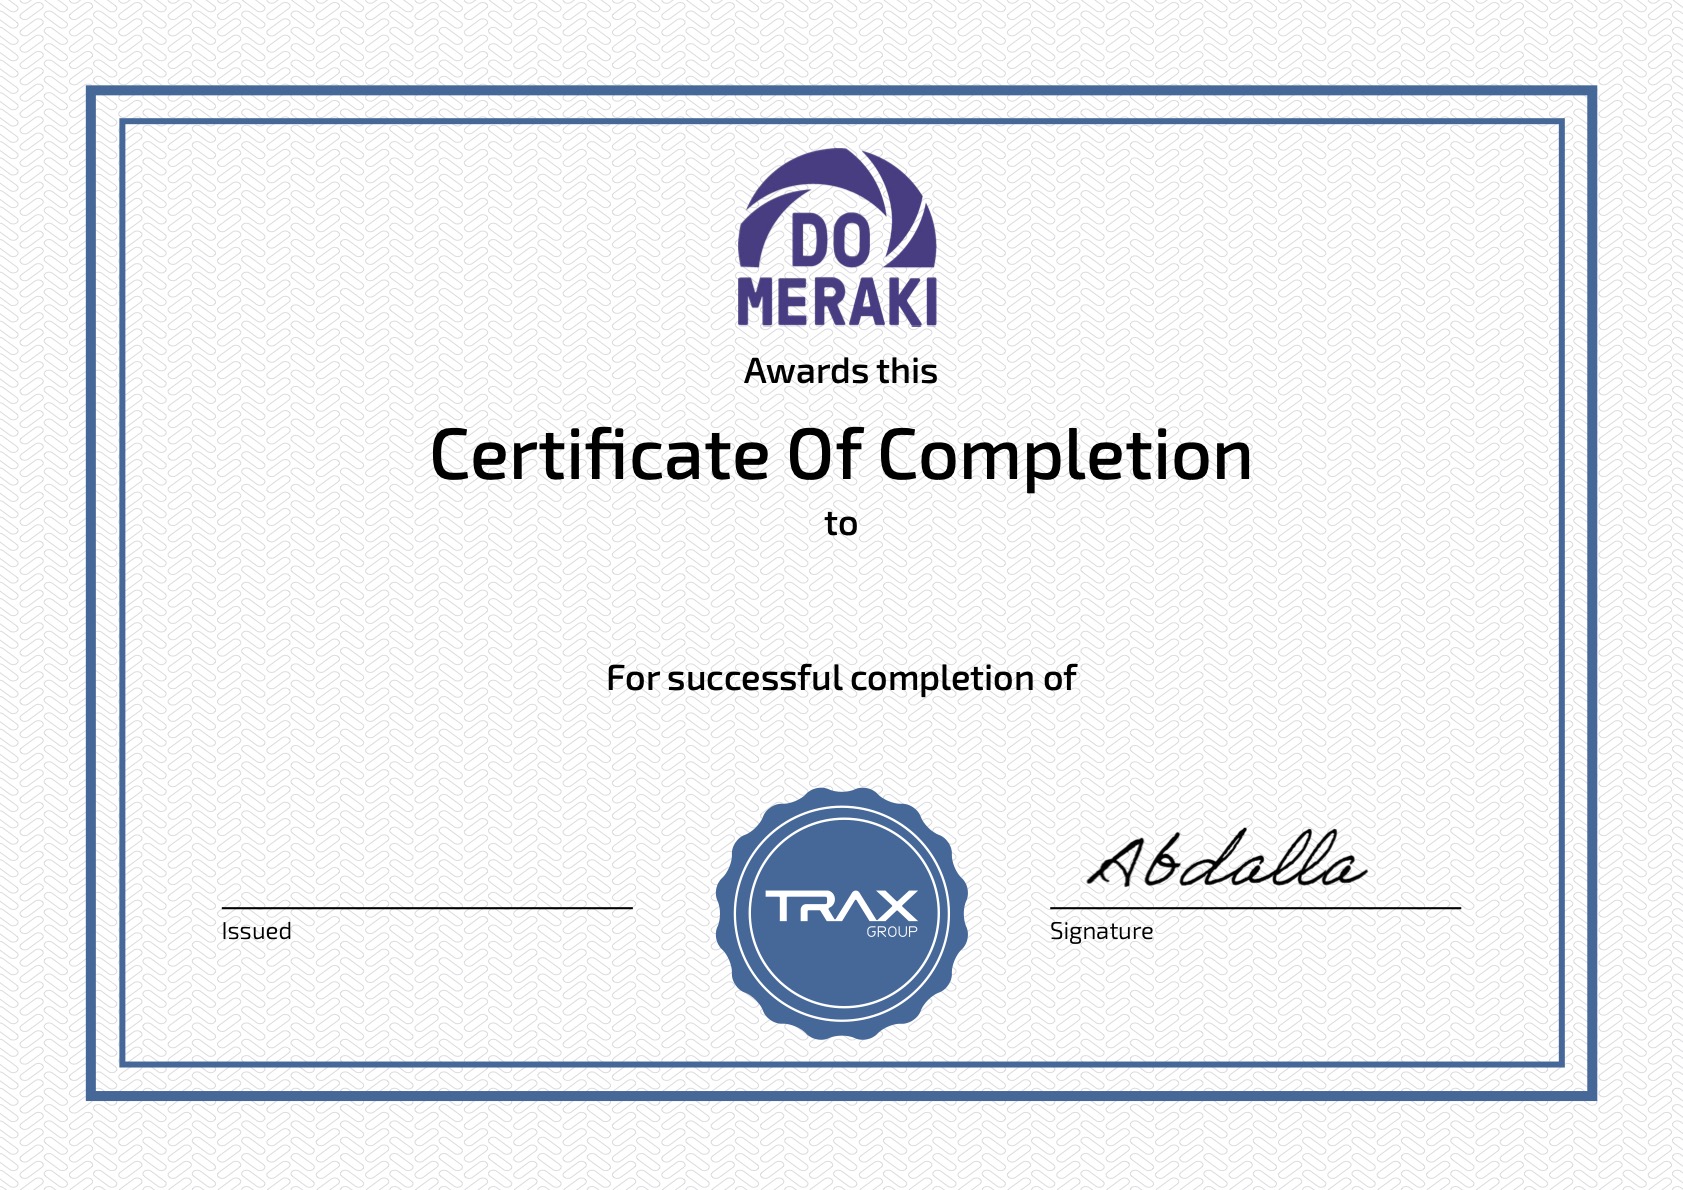 DO
MERAKI
Awards this
Certificate Of Completion
to
For successful completion of
Issued
TRAX
GROUP
Abdalla
Signature